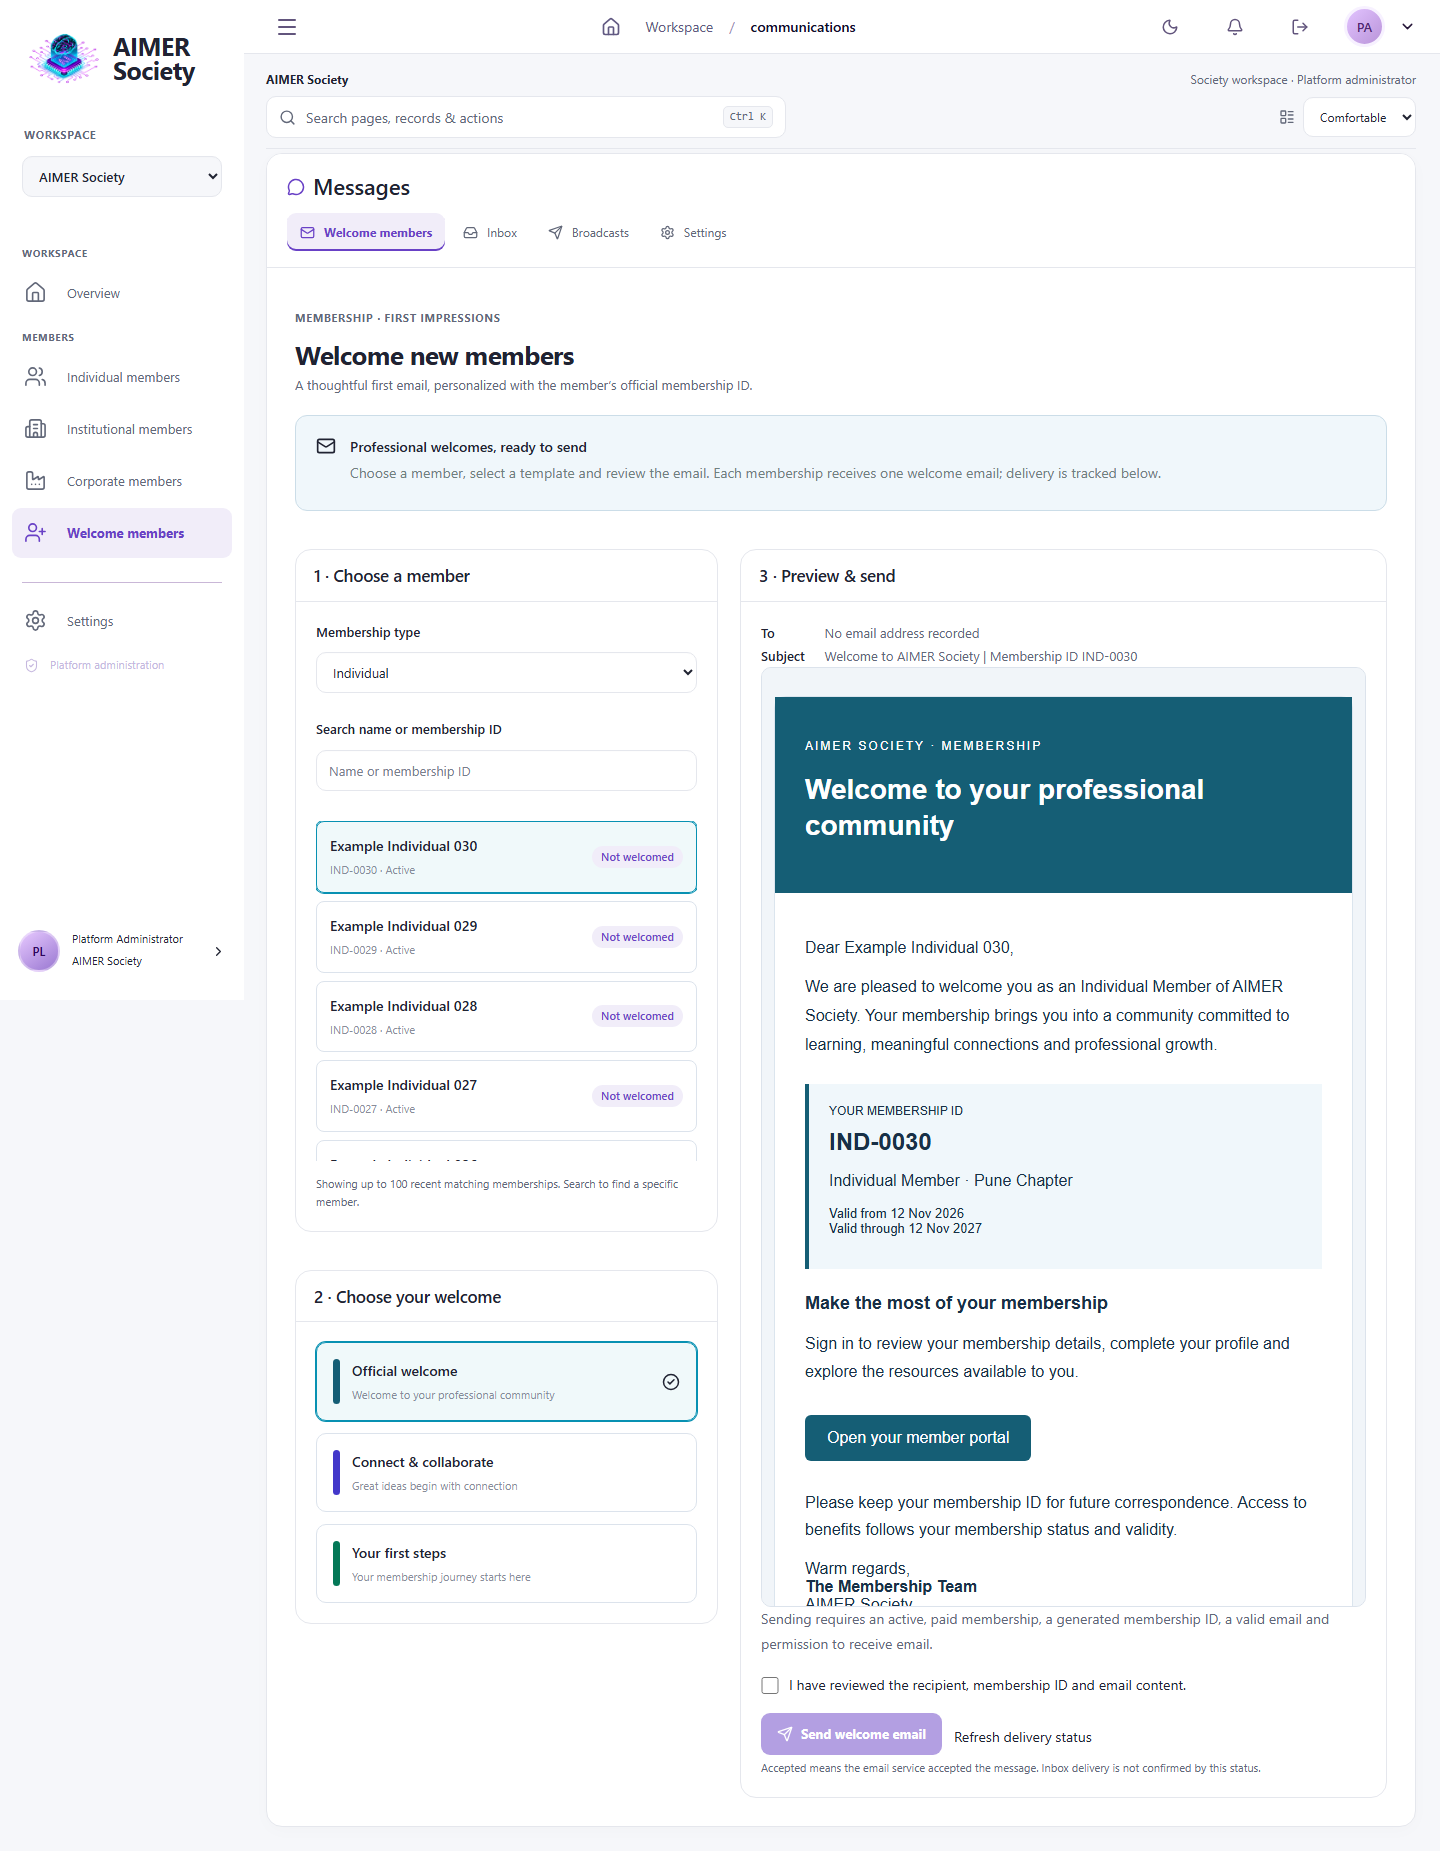 AIMER
Society
WORKSPACE
AIMER Society
WORKSPACE
Overview
MEMBERS
Individual members
Institutional members
Corporate members
Welcome members
Settings
Platform administration
PL
Platform Administrator
AIMER Society
Workspace / communications
PA
AIMER Society
Society workspace · Platform administrator
Search pages, records & actions
Ctrl K
Comfortable
Messages
Welcome members
Inbox
Broadcasts
Settings
MEMBERSHIP · FIRST IMPRESSIONS
Welcome new members
A thoughtful first email, personalized with the member's official membership ID.
Professional welcomes, ready to send
Choose a member, select a template and review the email. Each membership receives one welcome email; delivery is tracked below.
1 · Choose a member
Membership type
Individual
Search name or membership ID
Name or membership ID
Example Individual 030
IND-0030 · Active
Not welcomed
Example Individual 029
IND-0029 · Active
Not welcomed
Example Individual 028
IND-0028 · Active
Not welcomed
Example Individual 027
IND-0027 · Active
Not welcomed
Showing up to 100 recent matching memberships. Search to find a specific
member.
2 · Choose your welcome
Official welcome
Welcome to your professional community
Connect & collaborate
Great ideas begin with connection
Your first steps
Your membership journey starts here
3 · Preview & send
To No email address recorded
Subject Welcome to AIMER Society | Membership ID IND-0030
AIMER SOCIETY · MEMBERSHIP
Welcome to your professional
community
Dear Example Individual 030,
We are pleased to welcome you as an Individual Member of AIMER
Society. Your membership brings you into a community committed to
learning, meaningful connections and professional growth.
YOUR MEMBERSHIP ID
IND-0030
Individual Member · Pune Chapter
Valid from 12 Nov 2026
Valid through 12 Nov 2027
Make the most of your membership
Sign in to review your membership details, complete your profile and
explore the resources available to you.
Open your member portal
Please keep your membership ID for future correspondence. Access to
benefits follows your membership status and validity.
Warm regards,
The Membership Team
AIMER Society
Sending requires an active, paid membership, a generated membership ID, a valid email and
permission to receive email.
I have reviewed the recipient, membership ID and email content.
Send welcome email
Refresh delivery status
Accepted means the email service accepted the message. Inbox delivery is not confirmed by this status.